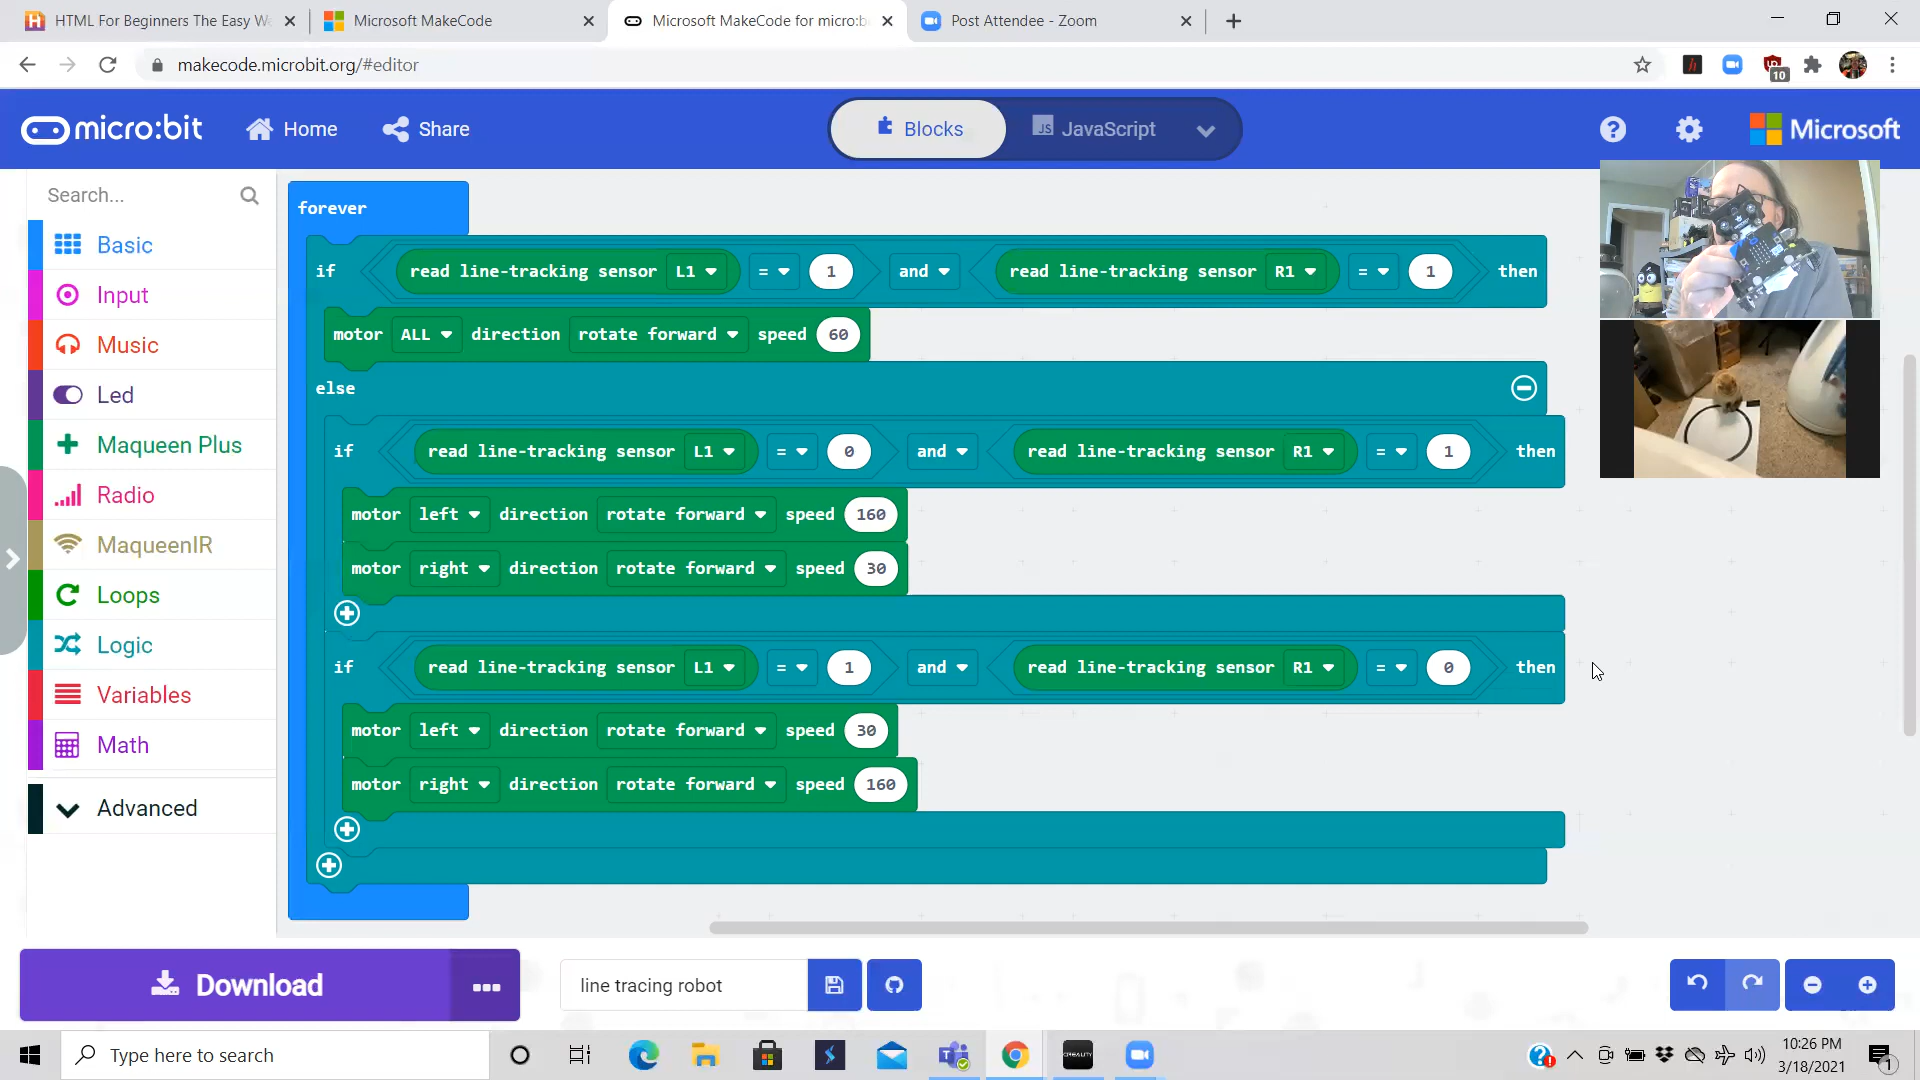 HTML For Beginners The Easy W
Microsoft MakeCode
Microsoft MakeCode for micro:b
Post Attendee - Zoom
makecode.microbit.org/#editor
10
micro:bit
Home
Share
Blocks
JS
JavaScript
?
Microsoft
Search...
Basic
Input
Music
Led
Maqueen Plus
Radio
MaqueenIR
Loops
Logic
Variables
Math
Advanced
forever
if read line-tracking sensor L1 = 1 and read line-tracking sensor R1 = 1 then
motor ALL direction rotate forward speed 60
else
if read line-tracking sensor L1 = 0 and read line-tracking sensor R1 = 1 then
motor left direction rotate forward speed 160
motor right direction rotate forward speed 30
if read line-tracking sensor L1 = 1 and read line-tracking sensor R1 = 0 then
motor left direction rotate forward speed 30
motor right direction rotate forward speed 160
Download
line tracing robot
Type here to search
CREALITY
10:26 PM
3/18/2021
1